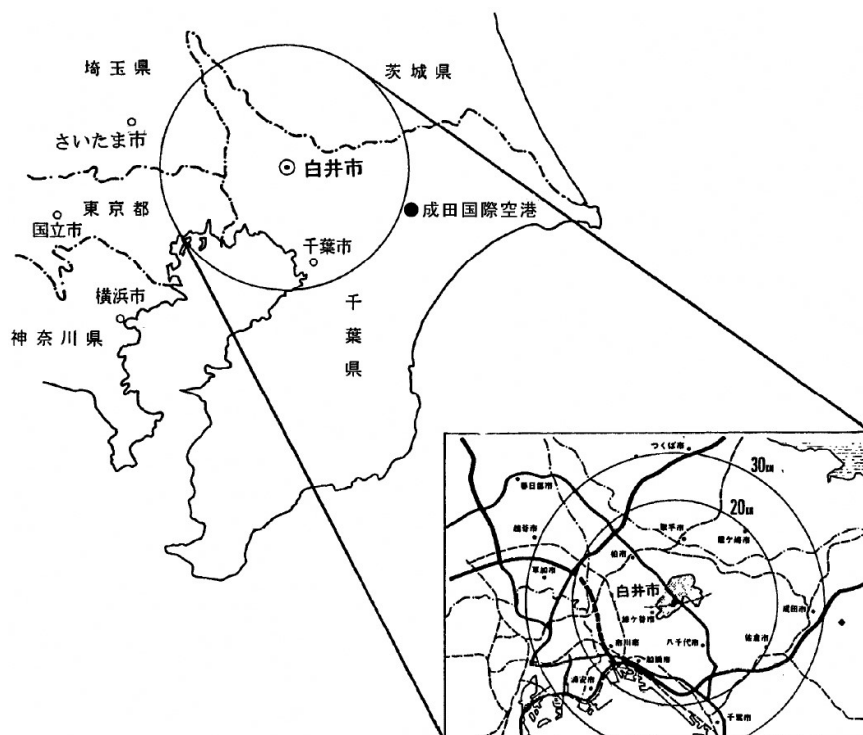 埼玉県
茨城県
さいたま市
白井市
東京都
国立市
成田国際空港
千葉市
横浜市
千葉県
神奈川県
つくば市
30KM
春日部市
20KM
越谷市
取手市
龍ケ崎市
柏市
草加市
白井市
鎌ケ谷市
成田市
市川市
八千代市
佐倉市
船橋市
浦安市
千葉市